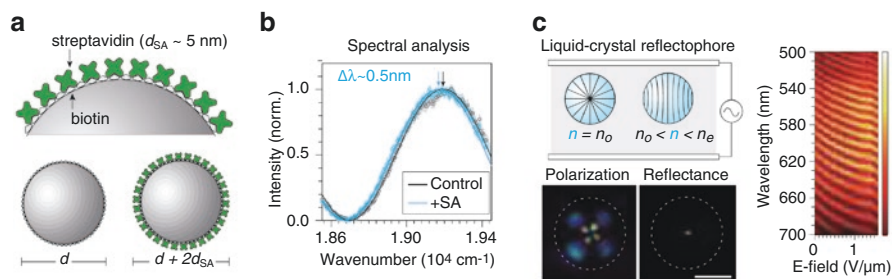 a
streptavidin (dSA ~ 5 nm)
biotin
d
d + 2dSA
b
Spectral analysis
Δλ~0.5nm
1.0
0.5
0.0
Intensity (norm.)
Control
+SA
1.86
1.90
1.94
Wavenumber (10⁴ cm⁻¹)
c
Liquid-crystal reflectophore
n = no
no < n < ne
Polarization
Reflectance
500
540
580
620
660
700
Wavelength (nm)
0
1
E-field (V/μm)